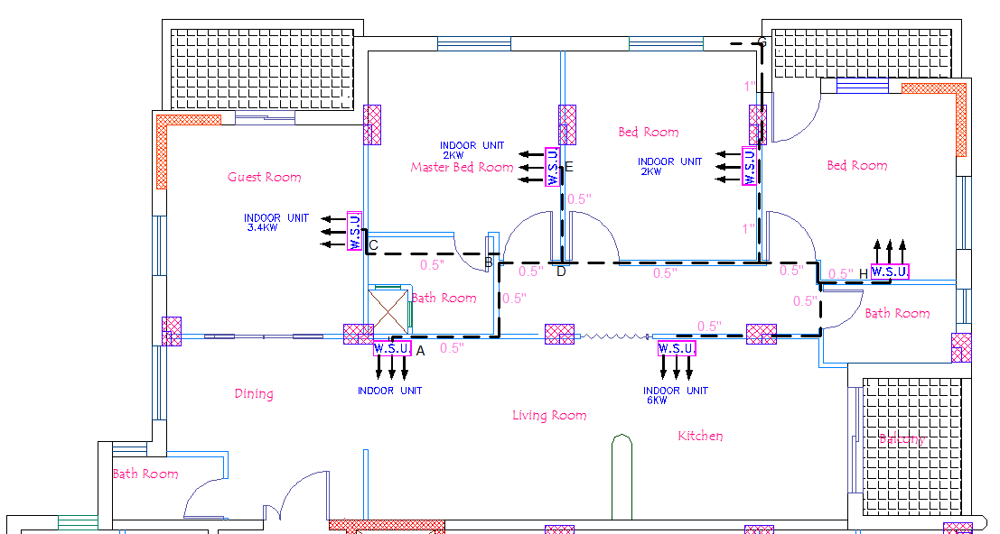 G
1"
Bed Room
INDOOR UNIT
2KW
Master Bed Room
W.S.U.
E
INDOOR UNIT
2KW
W.S.U.
Bed Room
Guest Room
0.5"
INDOOR UNIT
3.4KW
W.S.U.
C
1"
0.5"
B
0.5"
D
0.5"
0.5"
0.5"
H
W.S.U.
Bath Room
0.5"
0.5"
Bath Room
0.5"
W.S.U.
A
0.5"
W.S.U.
INDOOR UNIT
INDOOR UNIT
6KW
Dining
Living Room
Kitchen
Balcony
Bath Room